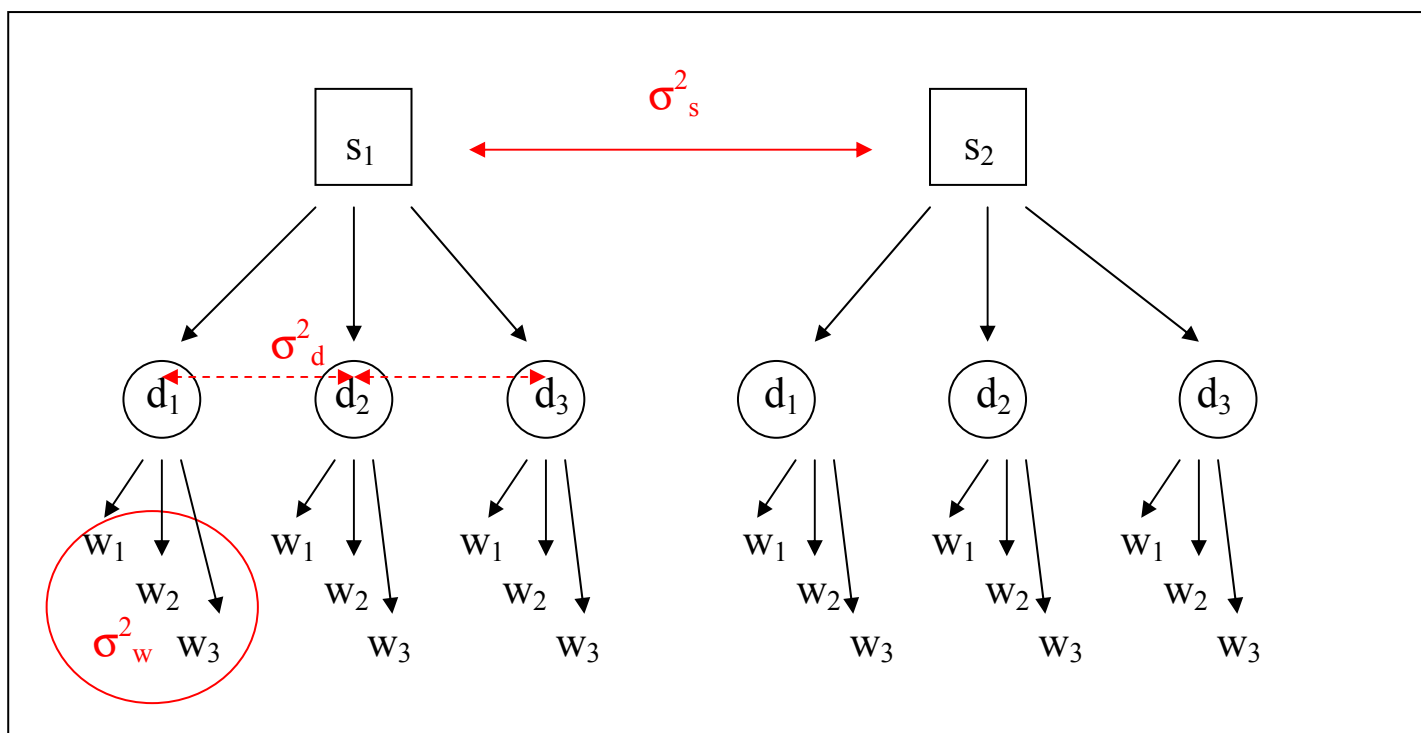 σ²ₛ
s₁ s₂
σ²d
d₁ d₂ d₃ d₁ d₂ d₃
w₁ w₁ w₁ w₁ w₁ w₁
w₂ w₂ w₂ w₂ w₂ w₂
σ²w w₃ w₃ w₃ w₃ w₃ w₃